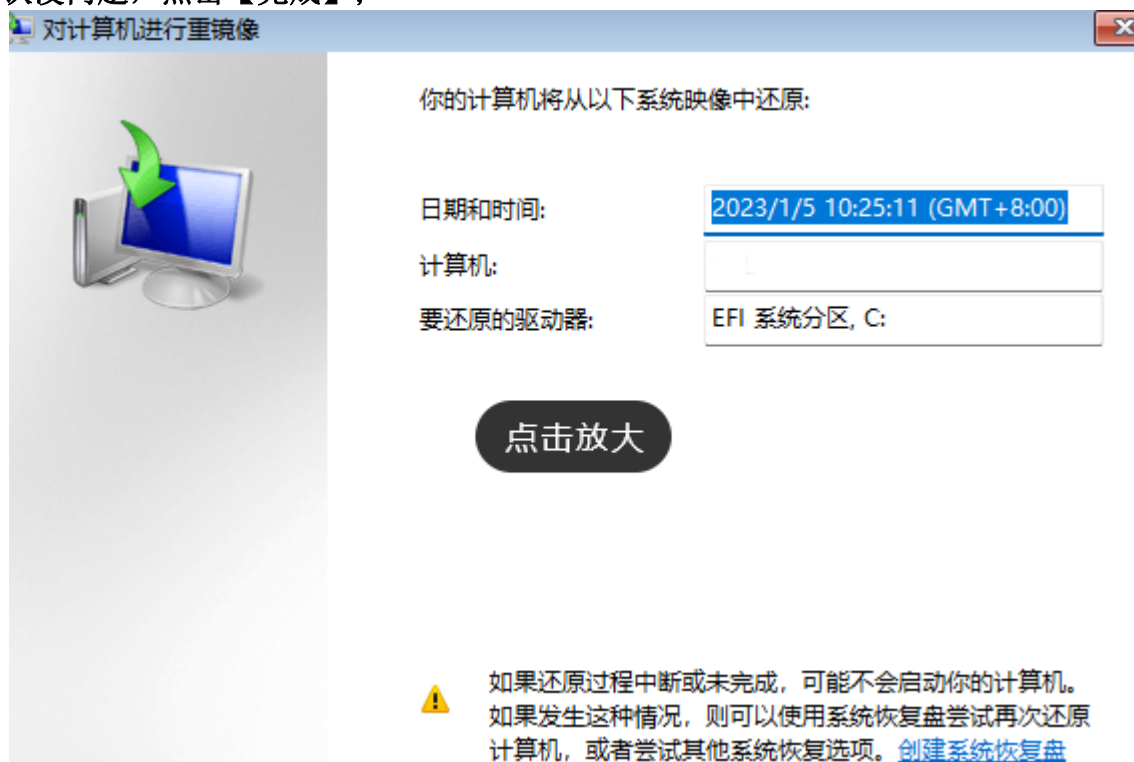 对计算机进行重镜像
你的计算机将从以下系统映像中还原:
日期和时间:
2023/1/5 10:25:11 (GMT+8:00)
计算机:
要还原的驱动器:
EFI 系统分区, C:
点击放大
如果还原过程中断或未完成，可能不会启动你的计算机。
如果发生这种情况，则可以使用系统恢复盘尝试再次还原
计算机，或者尝试其他系统恢复选项。创建系统恢复盘